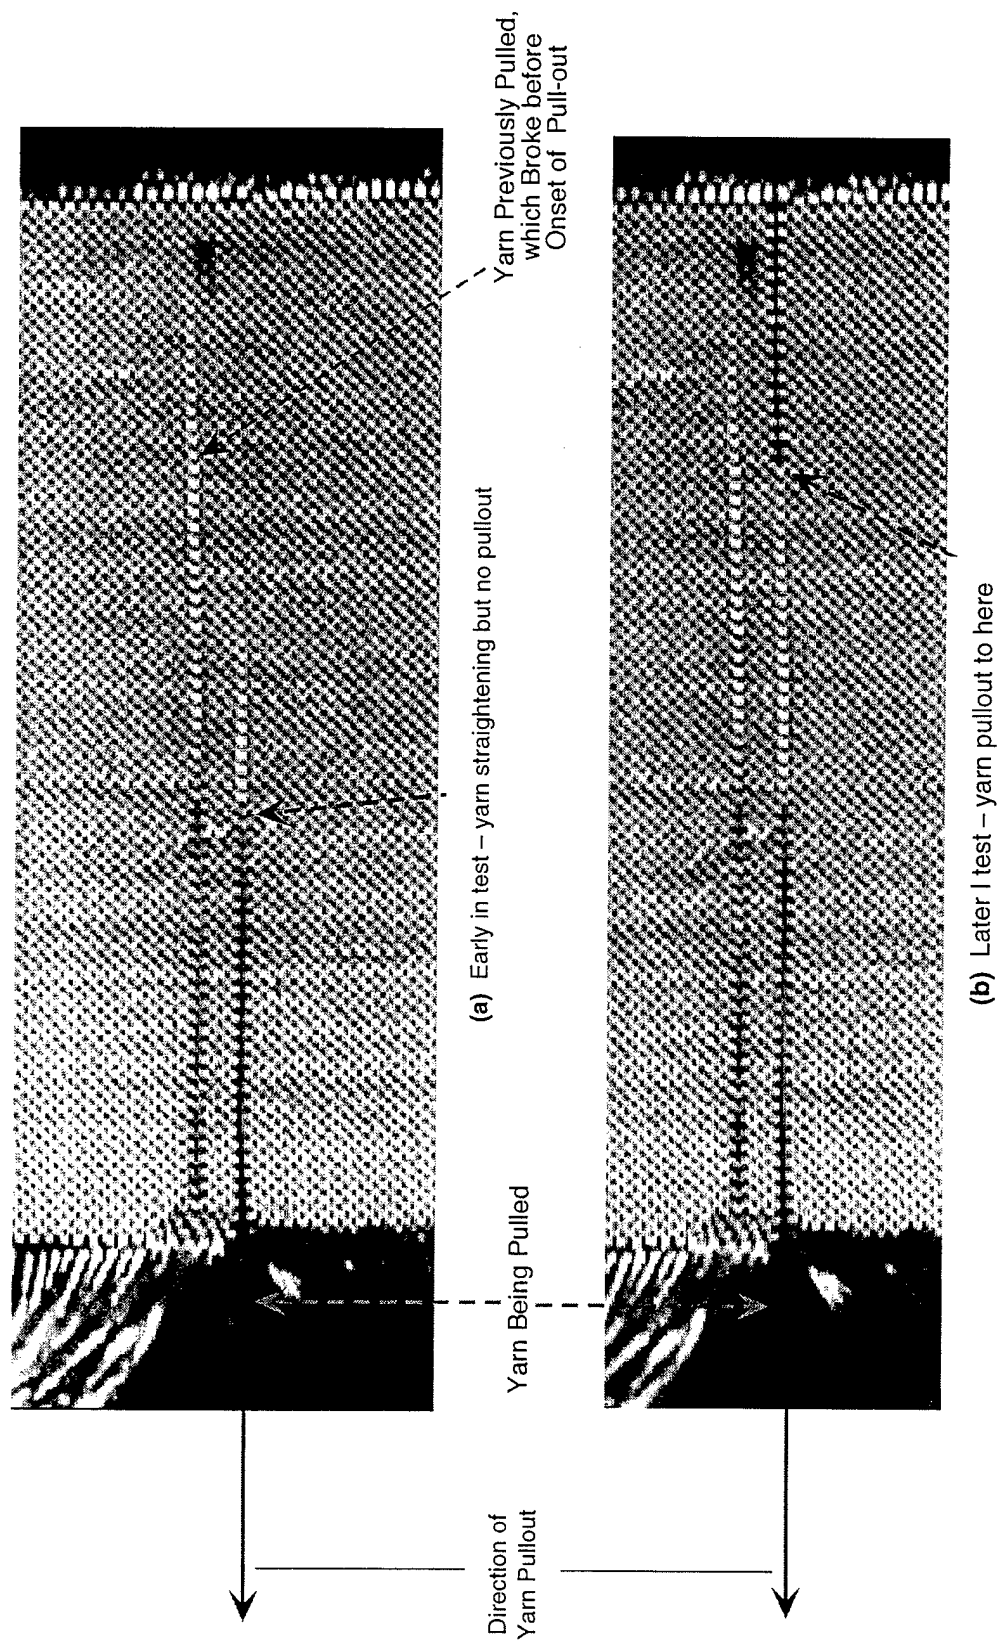 Yarn Previously Pulled,
which Broke before
Onset of Pull-out
(a) Early in test – yarn straightening but no pullout
Yarn Being Pulled
Direction of
Yarn Pullout
(b) Later I test – yarn pullout to here